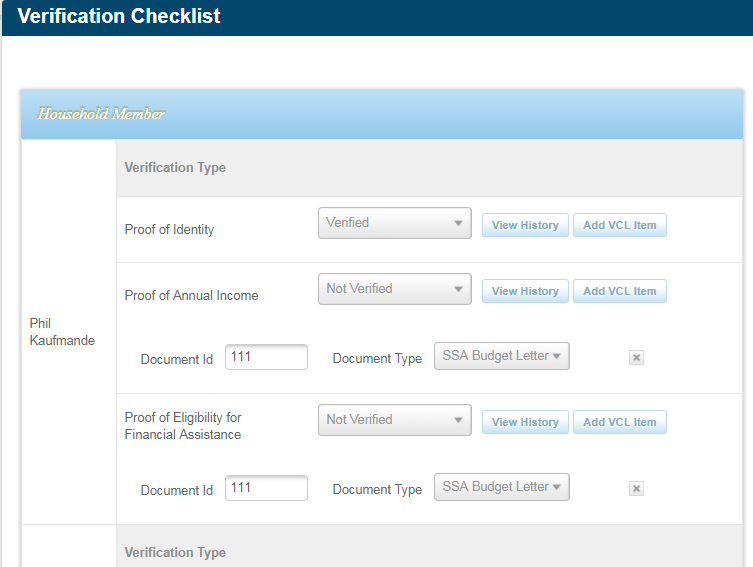 Verification Checklist
Household Member
Verification Type
Proof of Identity Verified View History Add VCL Item
Proof of Annual Income Not Verified View History Add VCL Item
Phil
Kaufmande
Document Id 111 Document Type SSA Budget Letter
Proof of Eligibility for
Financial Assistance Not Verified View History Add VCL Item
Document Id 111 Document Type SSA Budget Letter
Verification Type